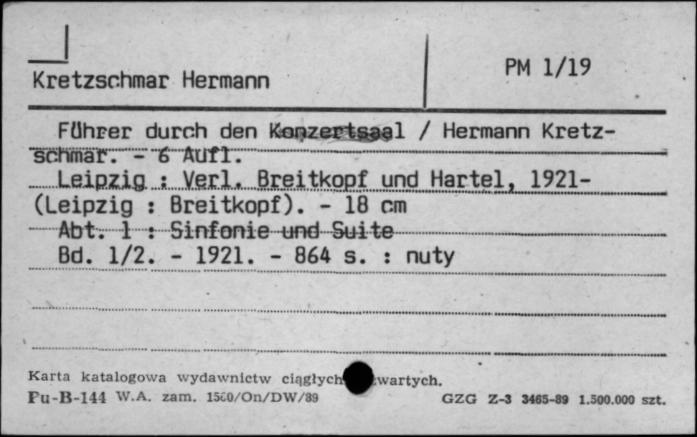 PM 1/19
Kretzschmar Hermann
Führer durch den Konzertsaal / Hermann Kretz-
schmar. - 6 Aufl.
Leipzig : Verl. Breitkopf und Hartel, 1921-
(Leipzig : Breitkopf). - 18 cm
Abt. 1 : Sinfonie und Suite
Bd. 1/2. - 1921. - 864 s. : nuty
Karta katalogowa wydawnictw ciągłych wartych.
Pu-B-144 W.A. zam. 1560/On/DW/89 GZG Z-3 3465-89 1.500.000 szt.